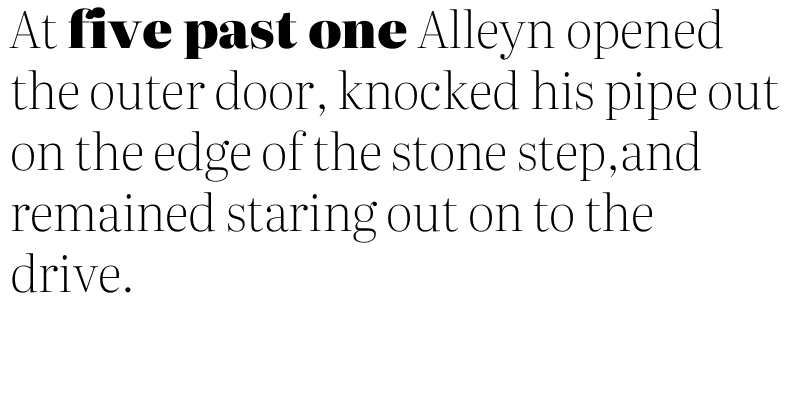 At five past one Alleyn opened
the outer door, knocked his pipe out
on the edge of the stone step,and
remained staring out on to the
drive.